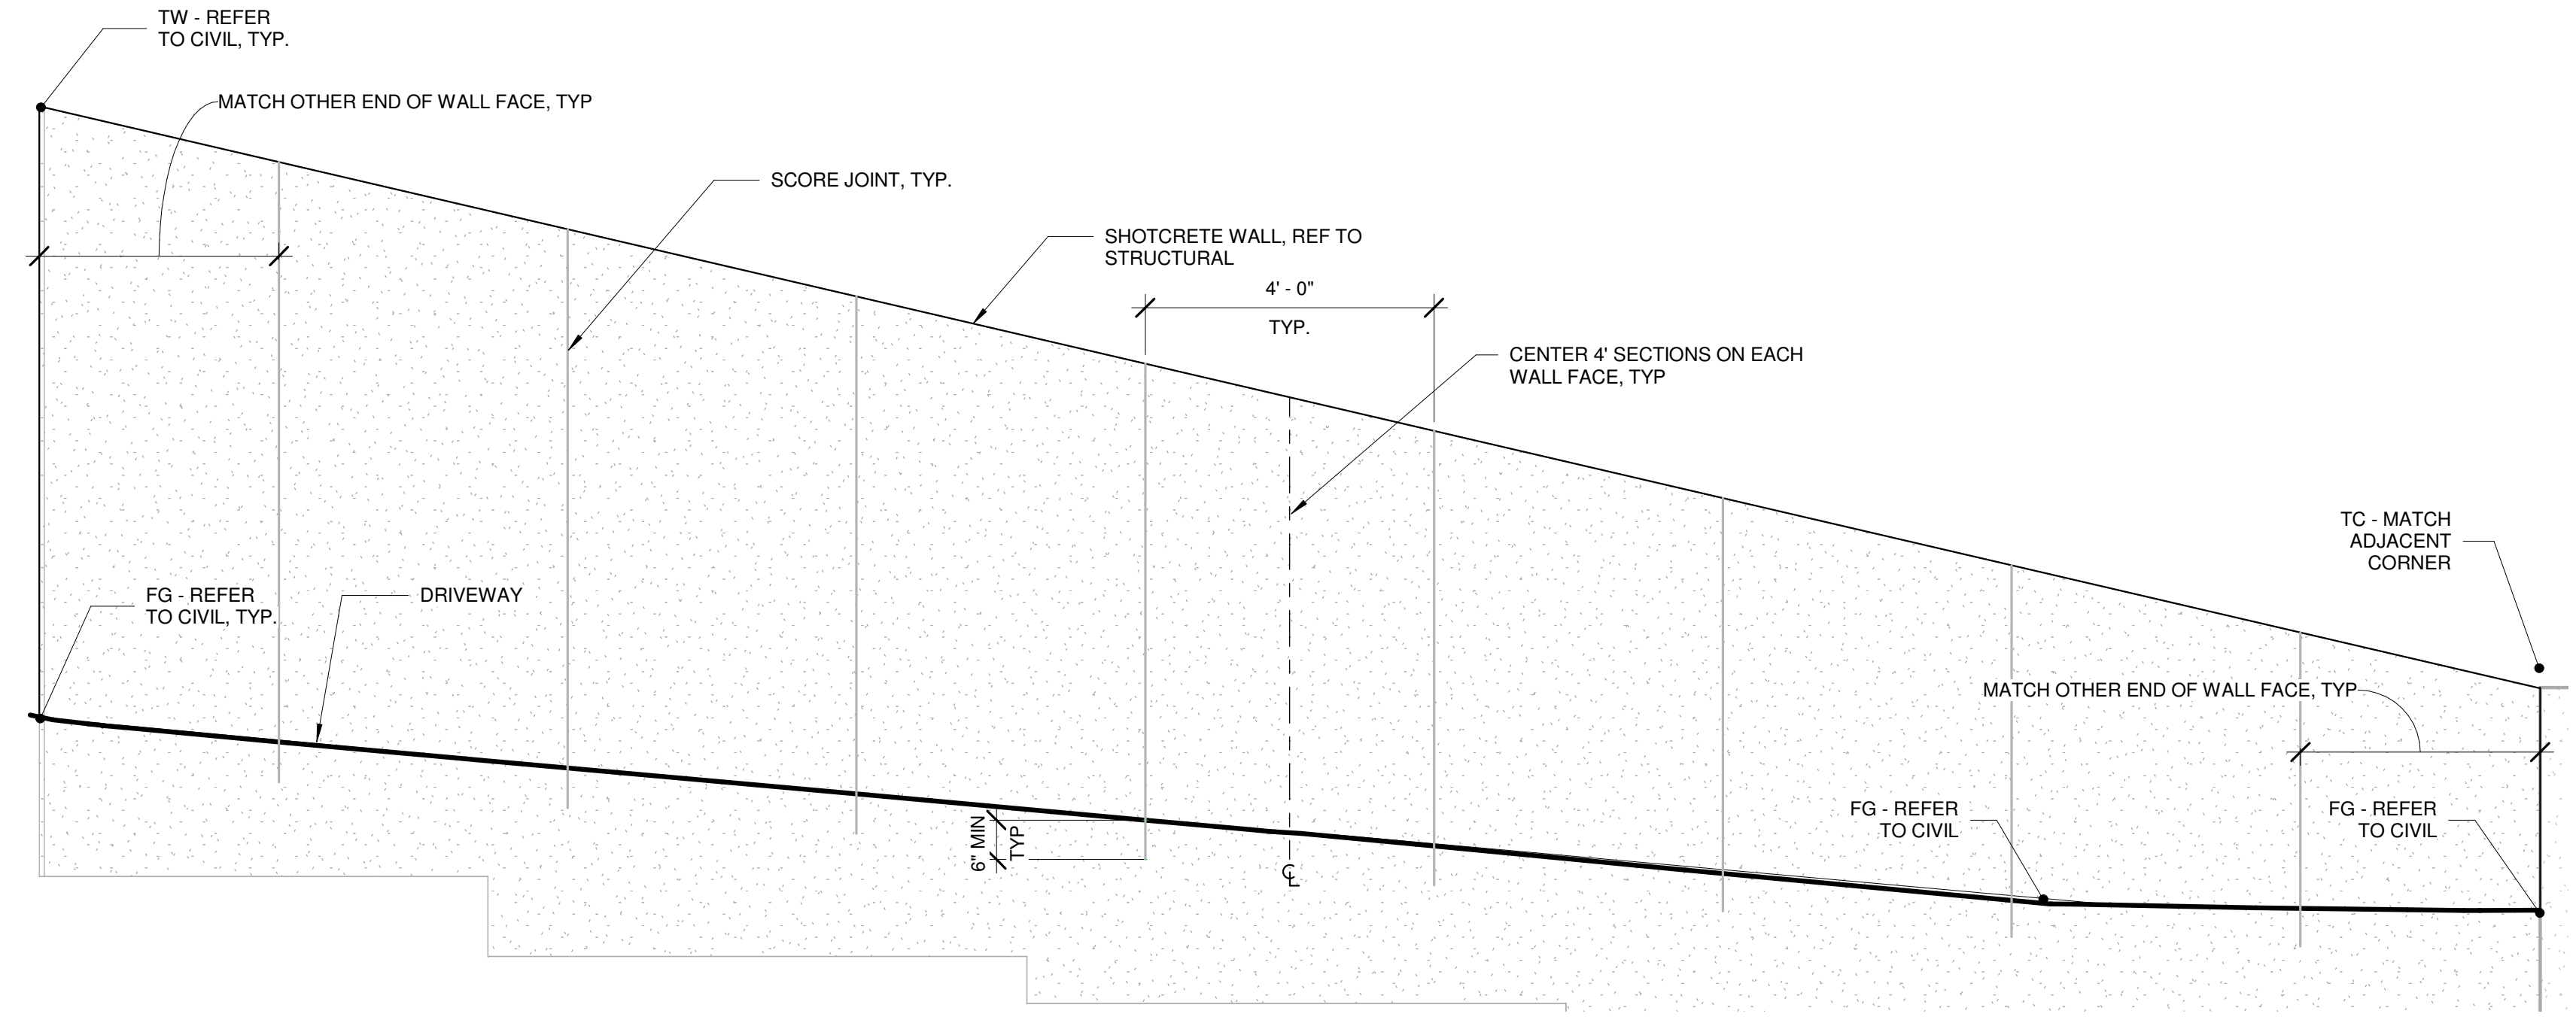 TW - REFER
TO CIVIL, TYP.
MATCH OTHER END OF WALL FACE, TYP
SCORE JOINT, TYP.
SHOTCRETE WALL, REF TO
STRUCTURAL
4' - 0"
TYP.
CENTER 4' SECTIONS ON EACH
WALL FACE, TYP
TC - MATCH
ADJACENT
CORNER
FG - REFER
TO CIVIL, TYP.
DRIVEWAY
MATCH OTHER END OF WALL FACE, TYP
6" MIN
TYP
℄
FG - REFER
TO CIVIL
FG - REFER
TO CIVIL